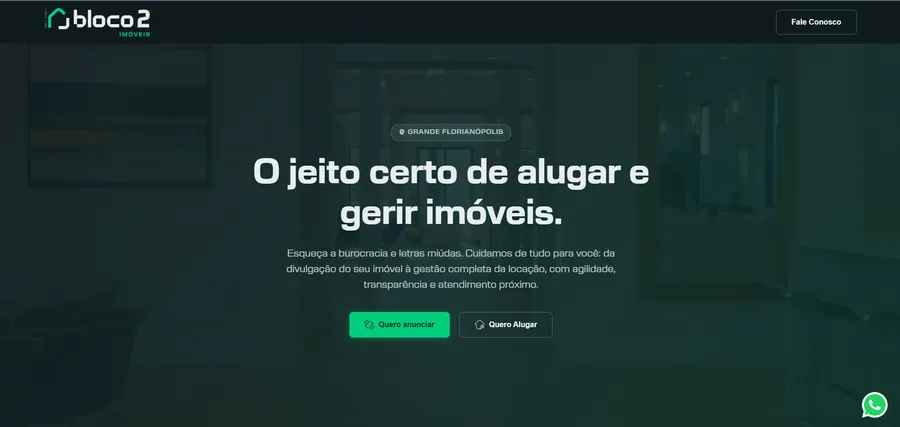 bloco 2
IMÓVEIS
Fale Conosco
GRANDE FLORIANÓPOLIS
O jeito certo de alugar e
gerir imóveis.
Esqueça a burocracia e letras miúdas. Cuidamos de tudo para você: da
divulgação do seu imóvel à gestão completa da locação, com agilidade,
transparência e atendimento próximo.
Quero anunciar
Quero Alugar